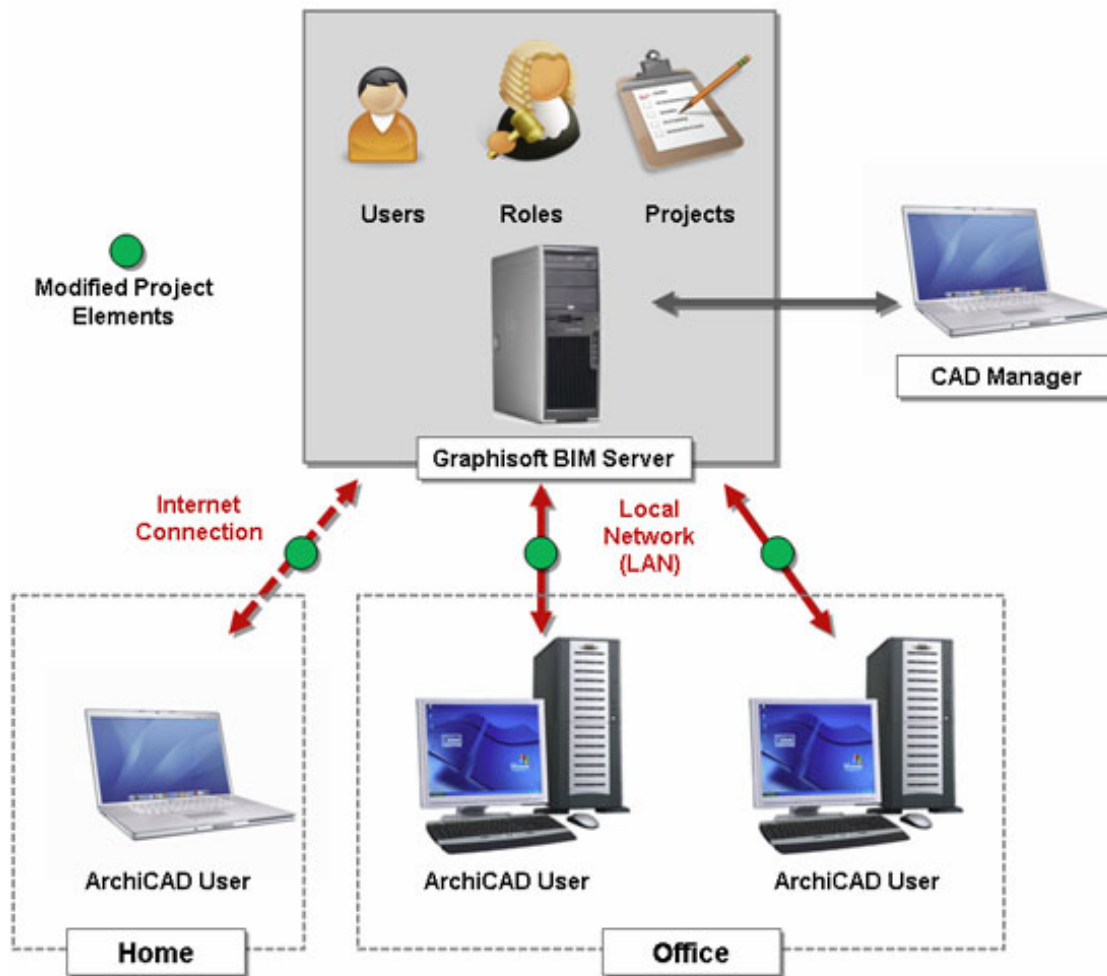 Users
Roles
Projects
Modified Project
Elements
CAD Manager
Graphisoft BIM Server
Internet
Connection
Local
Network
(LAN)
ArchiCAD User
ArchiCAD User
ArchiCAD User
Home
Office